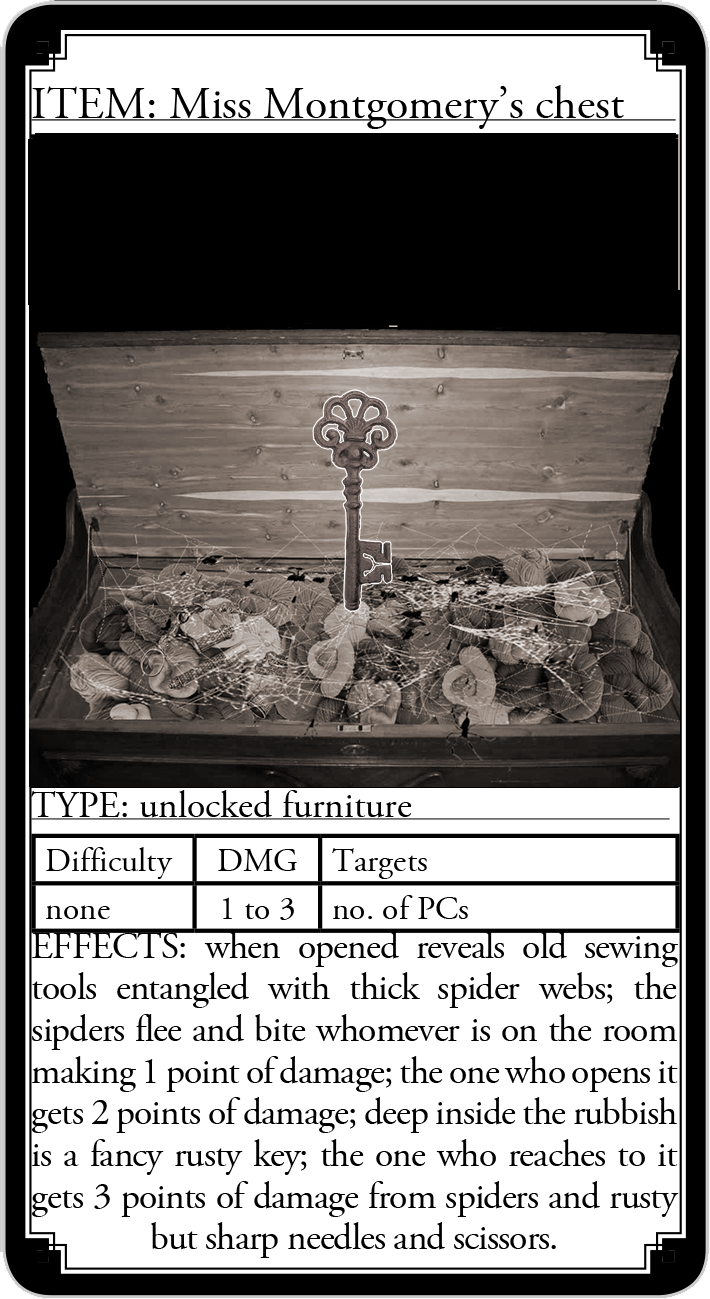 ITEM: Miss Montgomery's chest
TYPE: unlocked furniture
Difficulty DMG Targets
none 1 to 3 no. of PCs
EFFECTS: when opened reveals old sewing
tools entangled with thick spider webs; the
sipders flee and bite whomever is on the room
making 1 point of damage; the one who opens it
gets 2 points of damage; deep inside the rubbish
is a fancy rusty key; the one who reaches to it
gets 3 points of damage from spiders and rusty
but sharp needles and scissors.